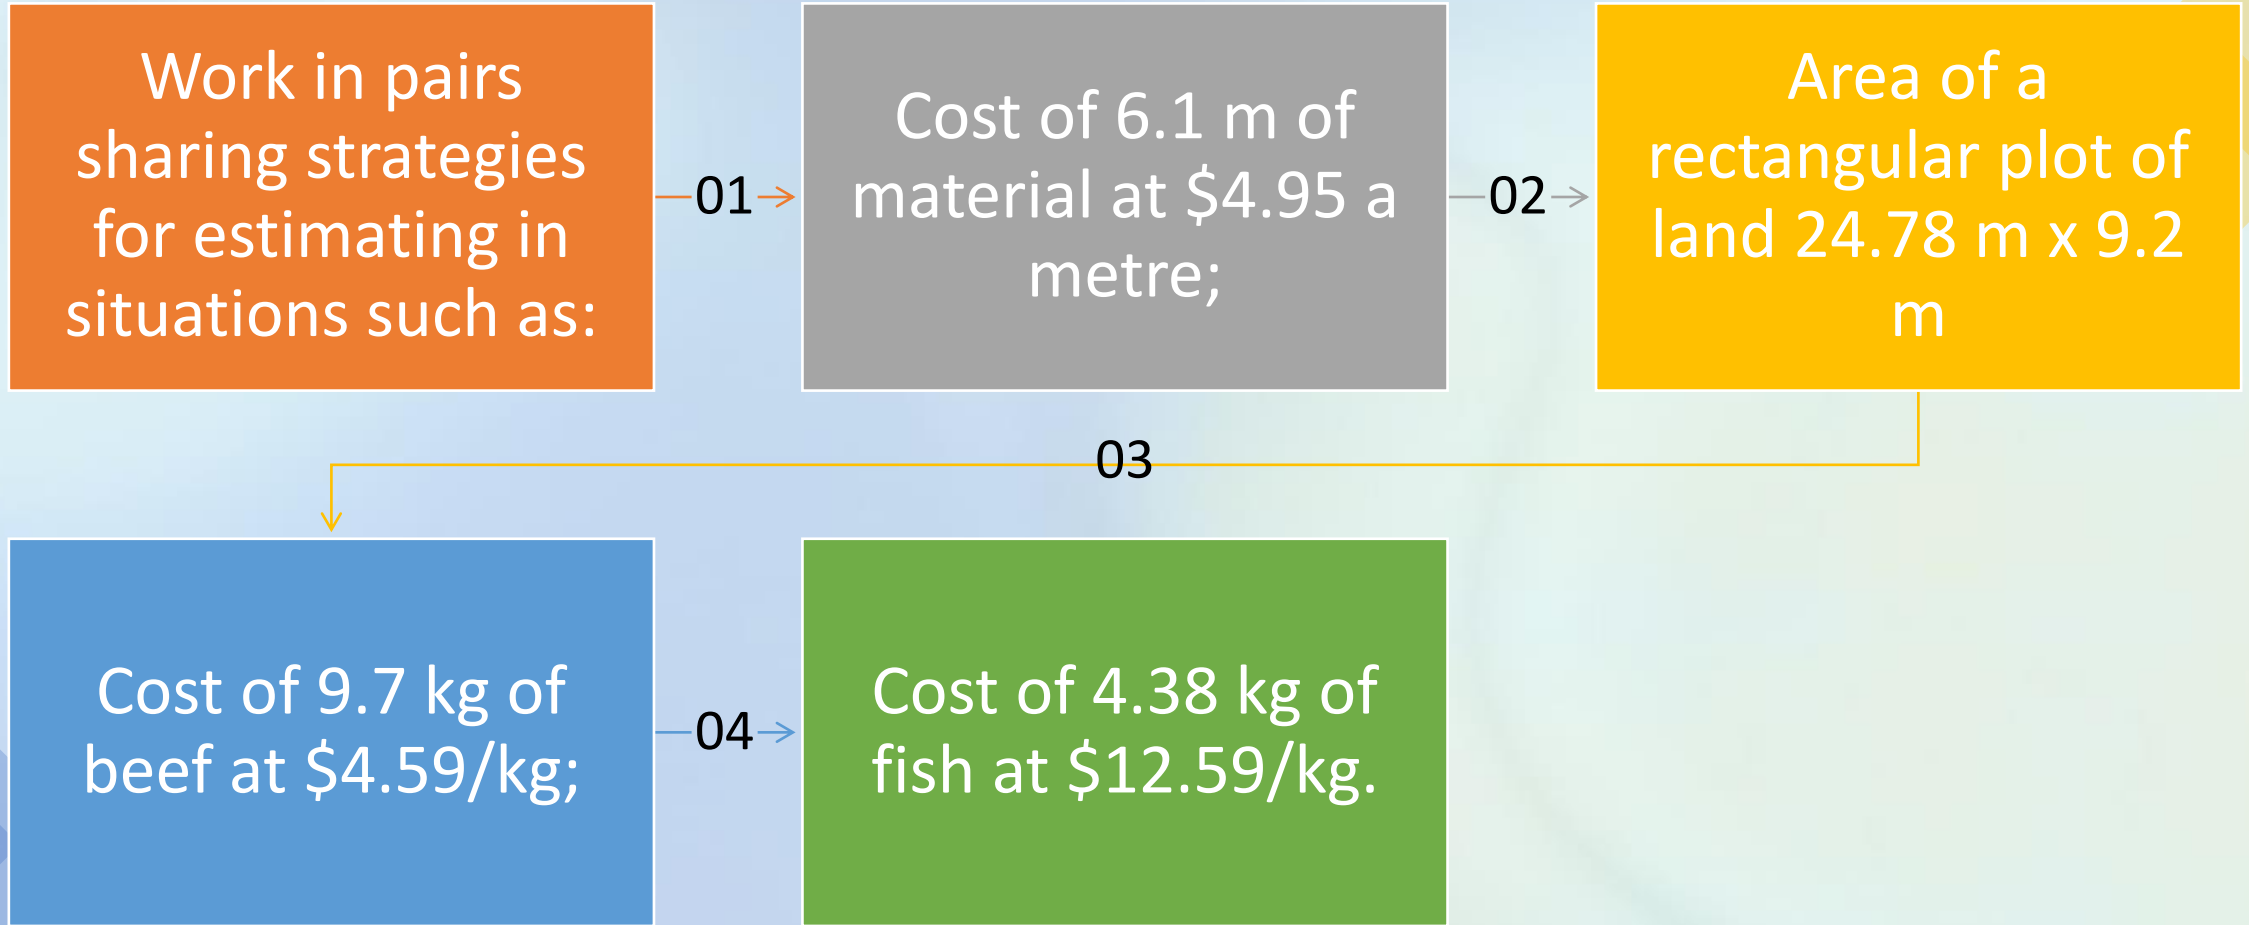 Work in pairs
sharing strategies
for estimating in
situations such as:
01
Cost of 6.1 m of
material at $4.95 a
metre;
02
Area of a
rectangular plot of
land 24.78 m x 9.2
m
03
Cost of 9.7 kg of
beef at $4.59/kg;
04
Cost of 4.38 kg of
fish at $12.59/kg.